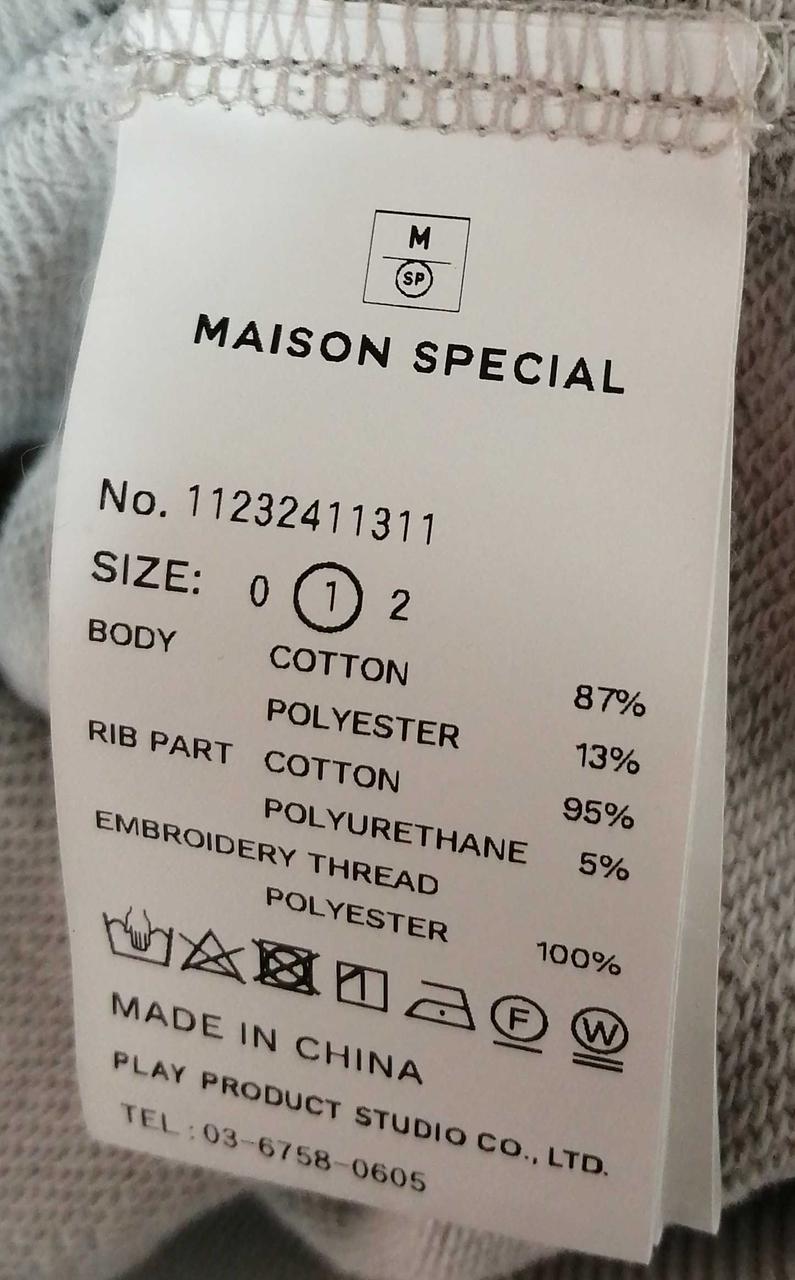 M
SP
MAISON SPECIAL
No. 11232411311
SIZE: 0 1 2
BODY COTTON 87%
POLYESTER 13%
RIB PART COTTON 95%
POLYURETHANE 5%
EMBROIDERY THREAD
POLYESTER 100%
F W
MADE IN CHINA
PLAY PRODUCT STUDIO CO., LTD.
TEL : 03-6758-0605